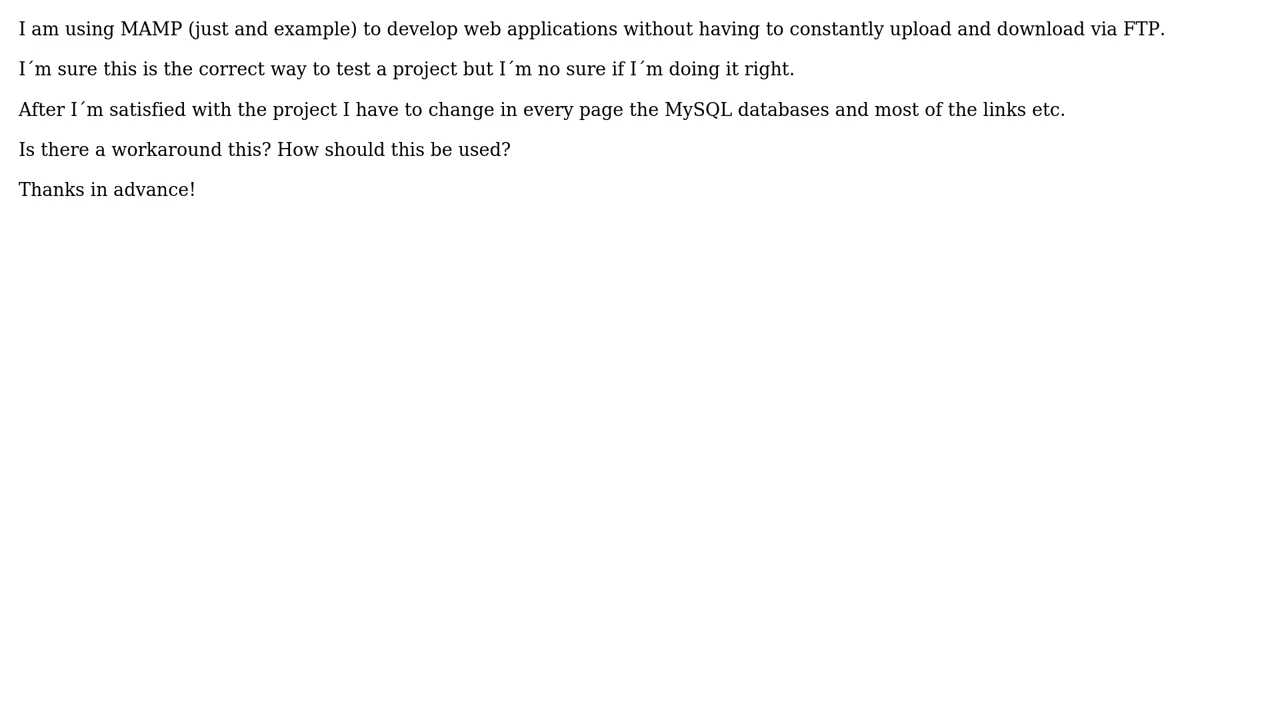 I am using MAMP (just and example) to develop web applications without having to constantly upload and download via FTP.
I´m sure this is the correct way to test a project but I´m no sure if I´m doing it right.
After I´m satisfied with the project I have to change in every page the MySQL databases and most of the links etc.
Is there a workaround this? How should this be used?
Thanks in advance!